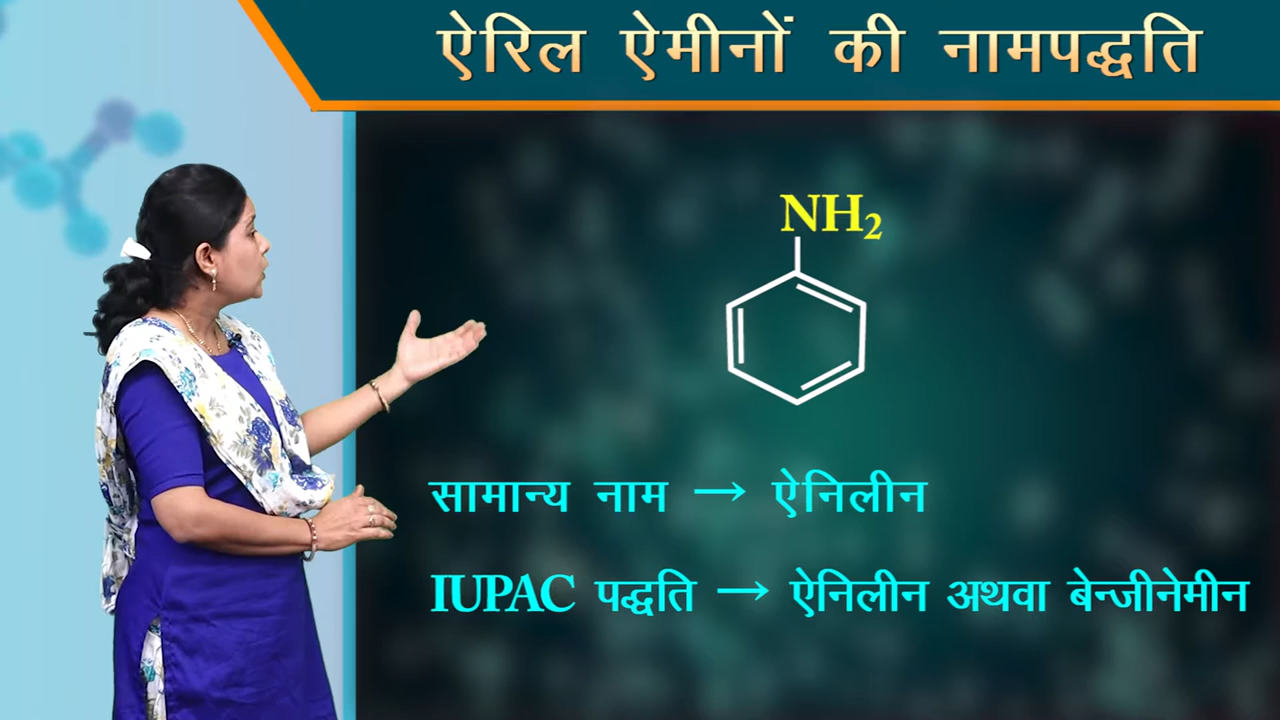 ऐरिल ऐमीनों की नामपद्धति
NH₂
सामान्य नाम → ऐनिलीन
IUPAC पद्धति → ऐनिलीन अथवा बेन्जीनेमीन